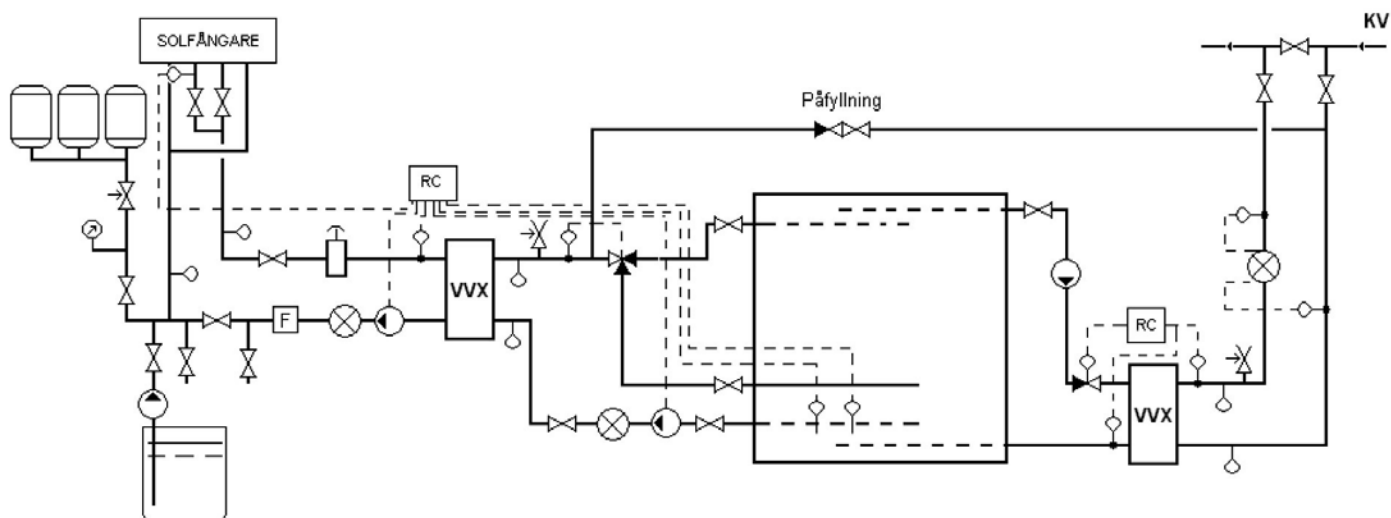 KV
SOLFÅNGARE
Påfyllning
RC
VVX
F
RC
VVX